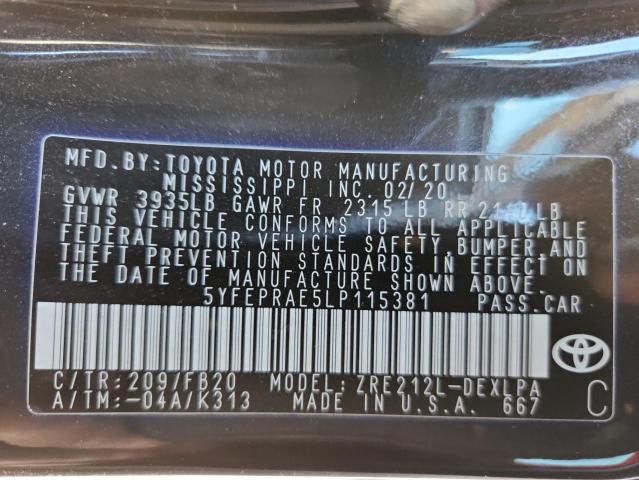 MFD.BY:TOYOTA MOTOR MANUFACTURING
MISSISSIPPI INC. 02/20
GVWR 3935LB GAWR FR 2315LB RR LB
THIS VEHICLE CONFORMS TO ALL APPLICABLE
FEDERAL MOTOR VEHICLE SAFETY, BUMPER AND
THEFT PREVENTION STANDARDS IN EFFECT ON
THE DATE OF MANUFACTURE SHOWN ABOVE.
5YFEPRAE5LP115381 PASS.CAR
C/TR:209/FB20 MODEL:ZRE212L-DEXLPA
A/TM:-04A/K313 MADE IN U.S.A. 667
C